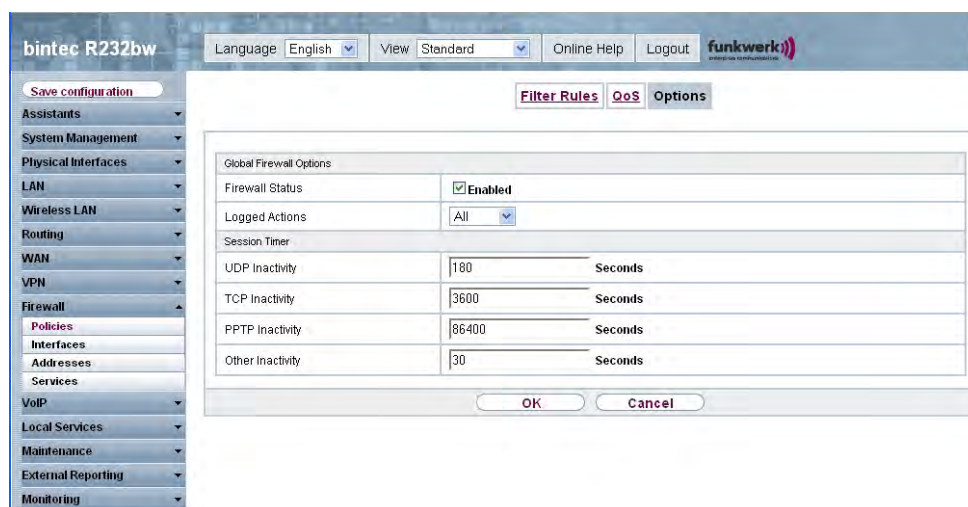 bintec R232bw
Language English View Standard Online Help Logout funkwerk
Save configuration
Assistants
System Management
Physical Interfaces
LAN
Wireless LAN
Routing
WAN
VPN
Firewall
Policies
Interfaces
Addresses
Services
VoIP
Local Services
Maintenance
External Reporting
Monitoring
Filter Rules QoS Options
Global Firewall Options
Firewall Status Enabled
Logged Actions All
Session Timer
UDP Inactivity 180 Seconds
TCP Inactivity 3600 Seconds
PPTP Inactivity 86400 Seconds
Other Inactivity 30 Seconds
OK Cancel